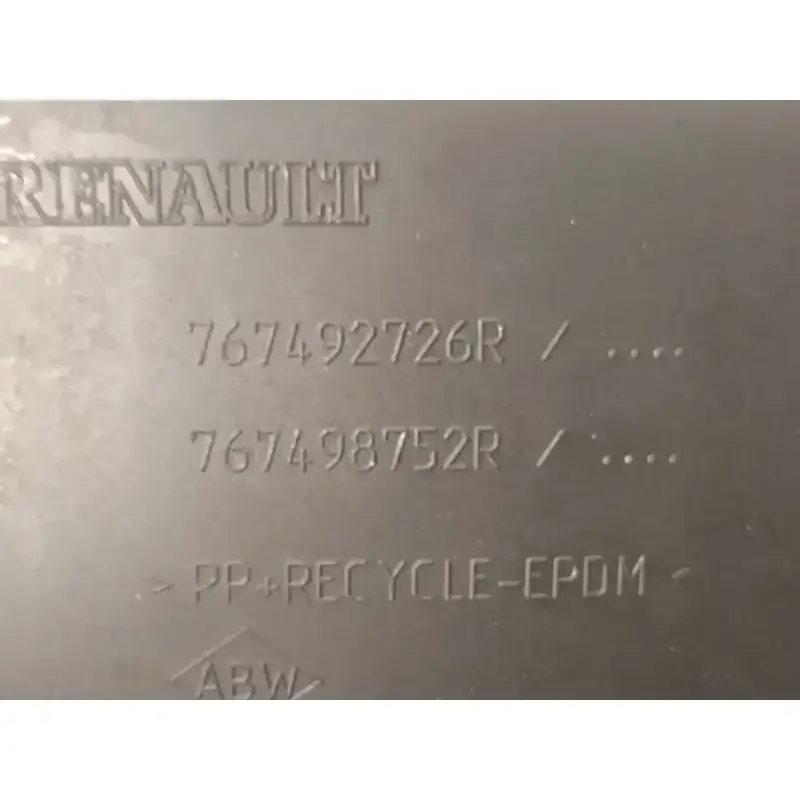 RENAULT
767492726R / ....
767498752R / ....
> PP+RECYCLE-EPDM <
ABW